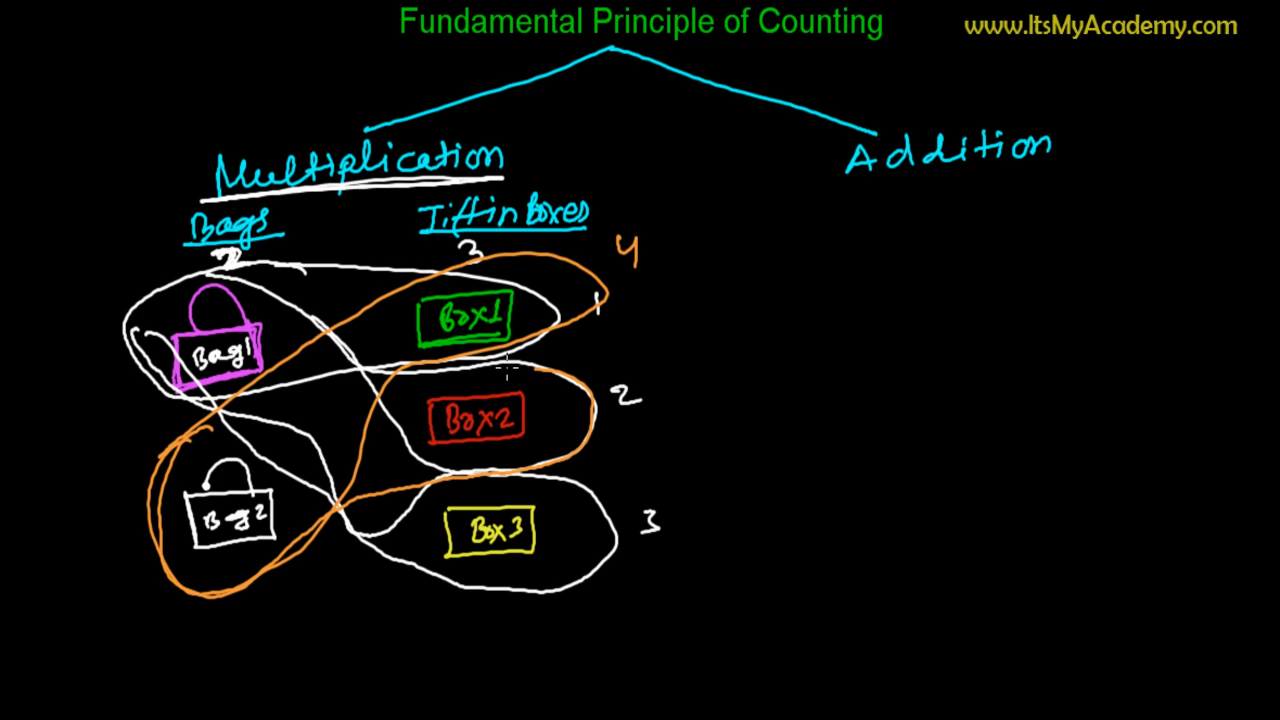 Fundamental Principle of Counting
www.ItsMyAcademy.com
Multiplication
Addition
Bags
Tiffin Boxes
2
3
4
Box1
1
Bag1
Box2
2
Bag2
Box3
3